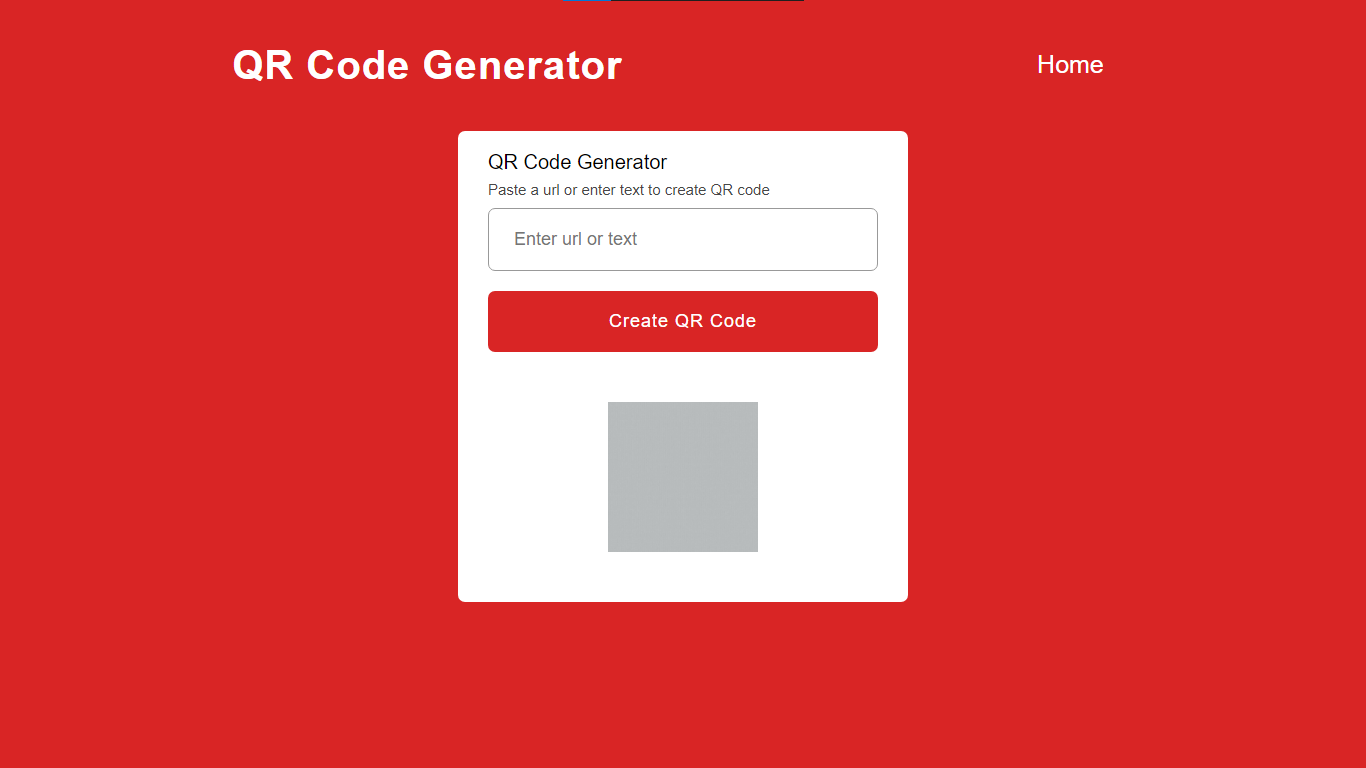 QR Code Generator
Home
QR Code Generator
Paste a url or enter text to create QR code
Enter url or text
Create QR Code